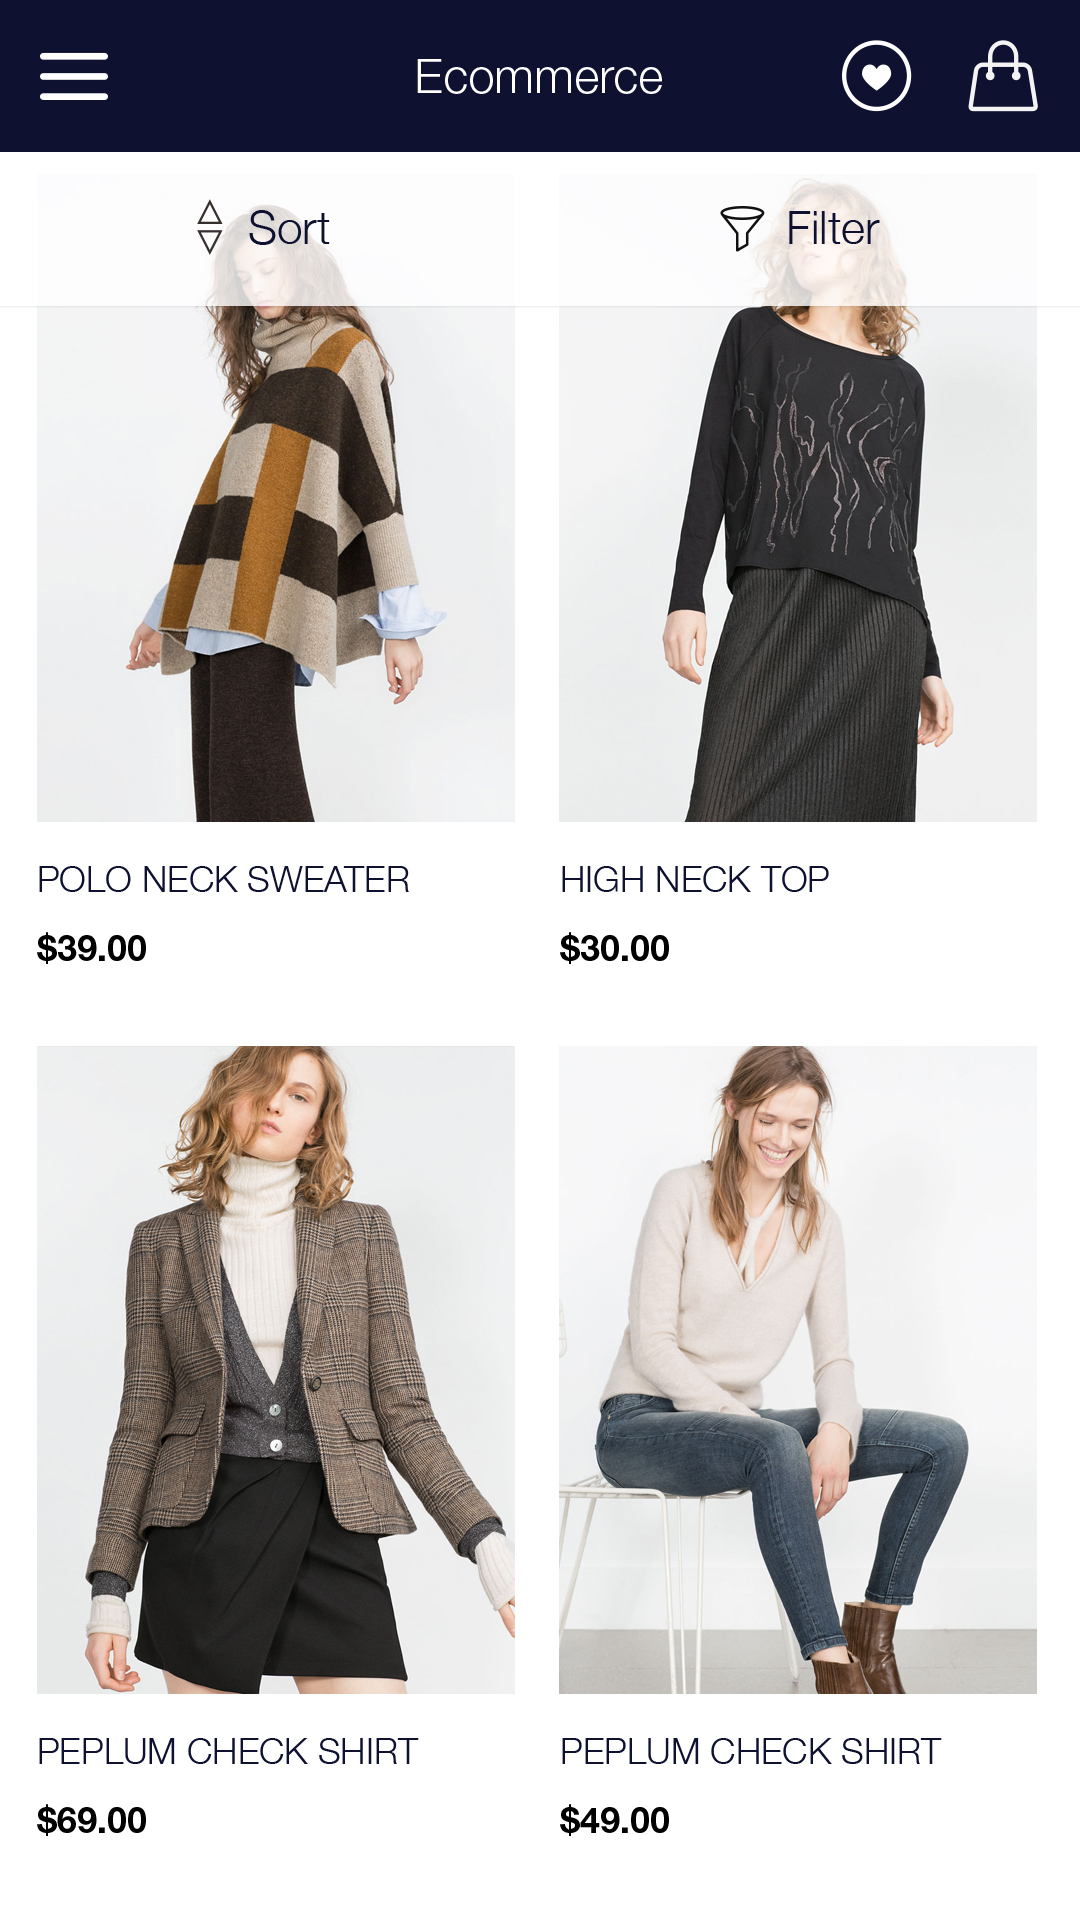 Ecommerce
Sort
Filter
POLO NECK SWEATER
HIGH NECK TOP
$39.00
$30.00
PEPLUM CHECK SHIRT
PEPLUM CHECK SHIRT
$69.00
$49.00